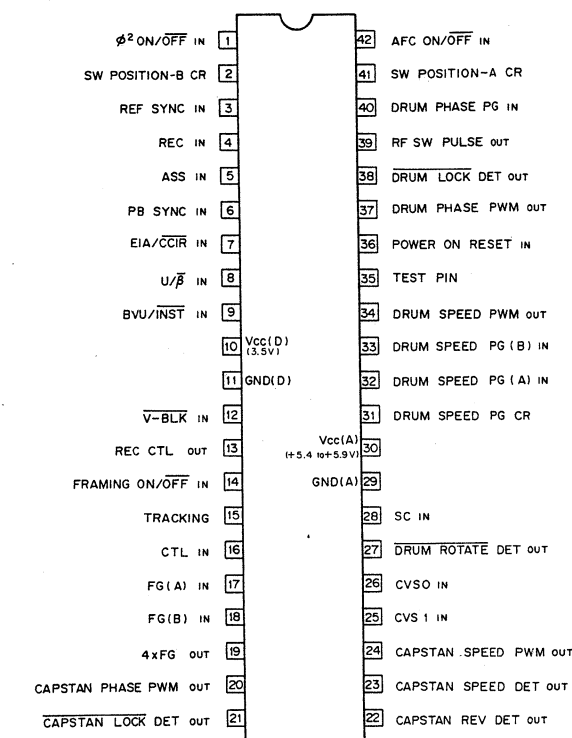 ϕ² ON/OFF IN 1
SW POSITION-B CR 2
REF SYNC IN 3
REC IN 4
ASS IN 5
PB SYNC IN 6
EIA/CCIR IN 7
U/β IN 8
BVU/INST IN 9
10 Vcc(D)
(3.5V)
11 GND(D)
V-BLK IN 12
REC CTL OUT 13
FRAMING ON/OFF IN 14
TRACKING 15
CTL IN 16
FG(A) IN 17
FG(B) IN 18
4xFG OUT 19
CAPSTAN PHASE PWM OUT 20
CAPSTAN LOCK DET OUT 21
42 AFC ON/OFF IN
41 SW POSITION-A CR
40 DRUM PHASE PG IN
39 RF SW PULSE OUT
38 DRUM LOCK DET OUT
37 DRUM PHASE PWM OUT
36 POWER ON RESET IN
35 TEST PIN
34 DRUM SPEED PWM OUT
33 DRUM SPEED PG (B) IN
32 DRUM SPEED PG (A) IN
31 DRUM SPEED PG CR
Vcc(A) 30
(+5.4 to+5.9V)
GND(A) 29
28 SC IN
27 DRUM ROTATE DET OUT
26 CVSO IN
25 CVS 1 IN
24 CAPSTAN .SPEED PWM OUT
23 CAPSTAN SPEED DET OUT
22 CAPSTAN REV DET OUT